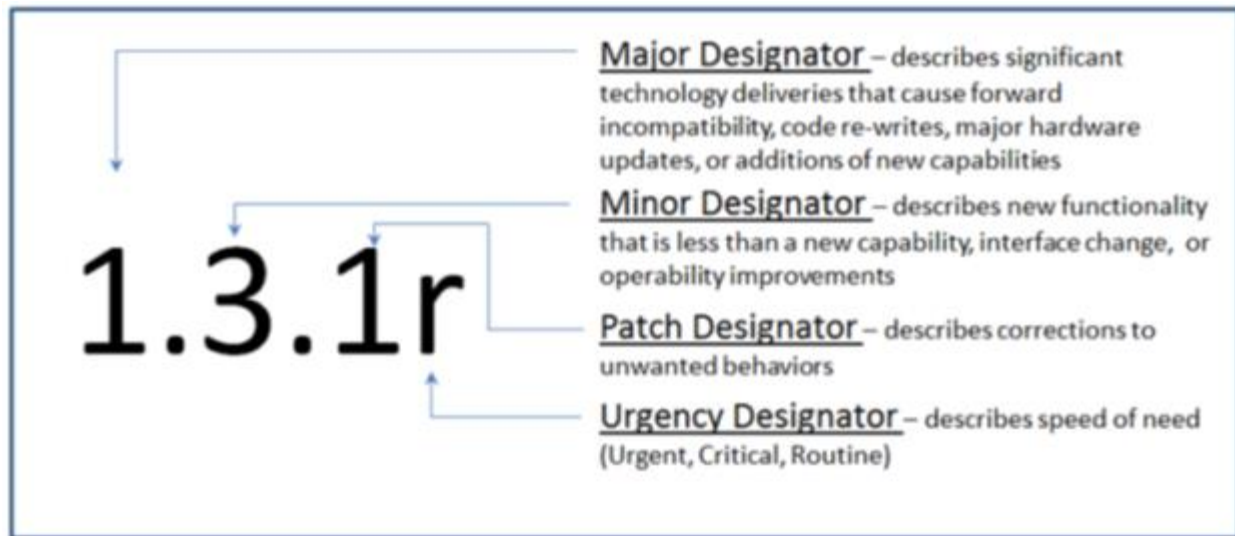 Major Designator – describes significant
technology deliveries that cause forward
incompatibility, code re-writes, major hardware
updates, or additions of new capabilities
Minor Designator – describes new functionality
that is less than a new capability, interface change, or
operability improvements
1.3.1r
Patch Designator – describes corrections to
unwanted behaviors
Urgency Designator – describes speed of need
(Urgent, Critical, Routine)